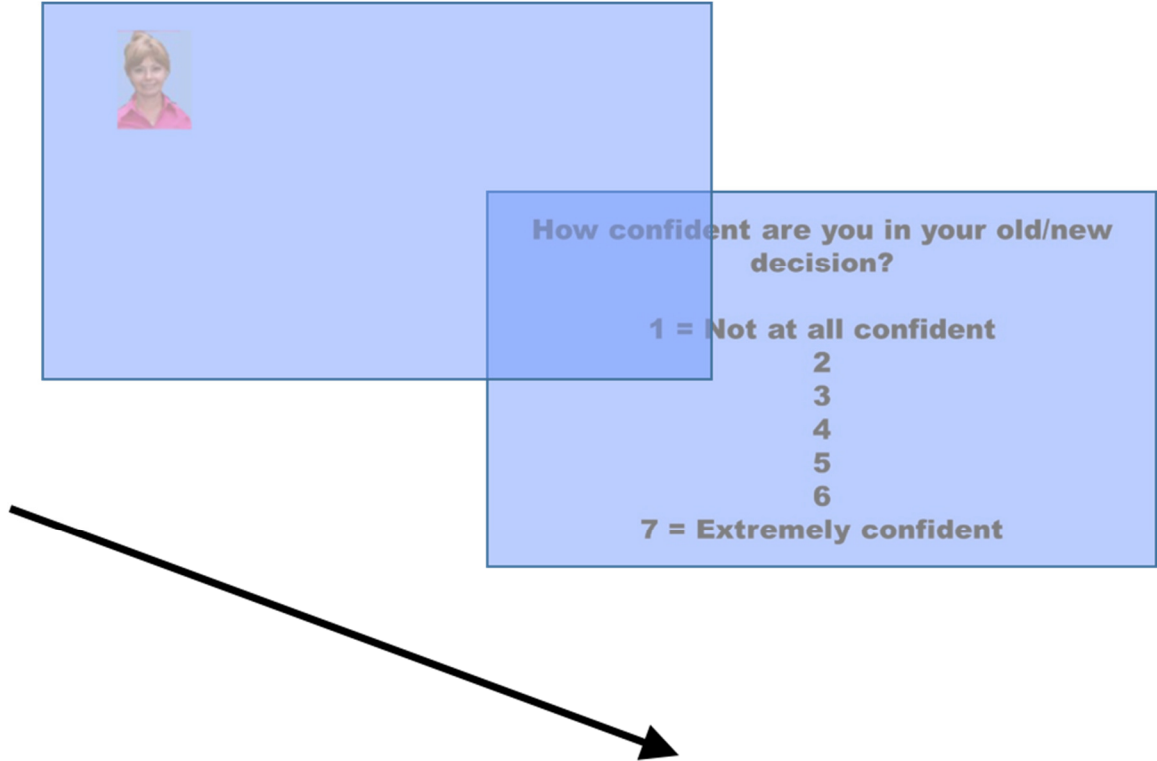 How confident are you in your old/new
decision?
1 = Not at all confident
2
3
4
5
6
7 = Extremely confident